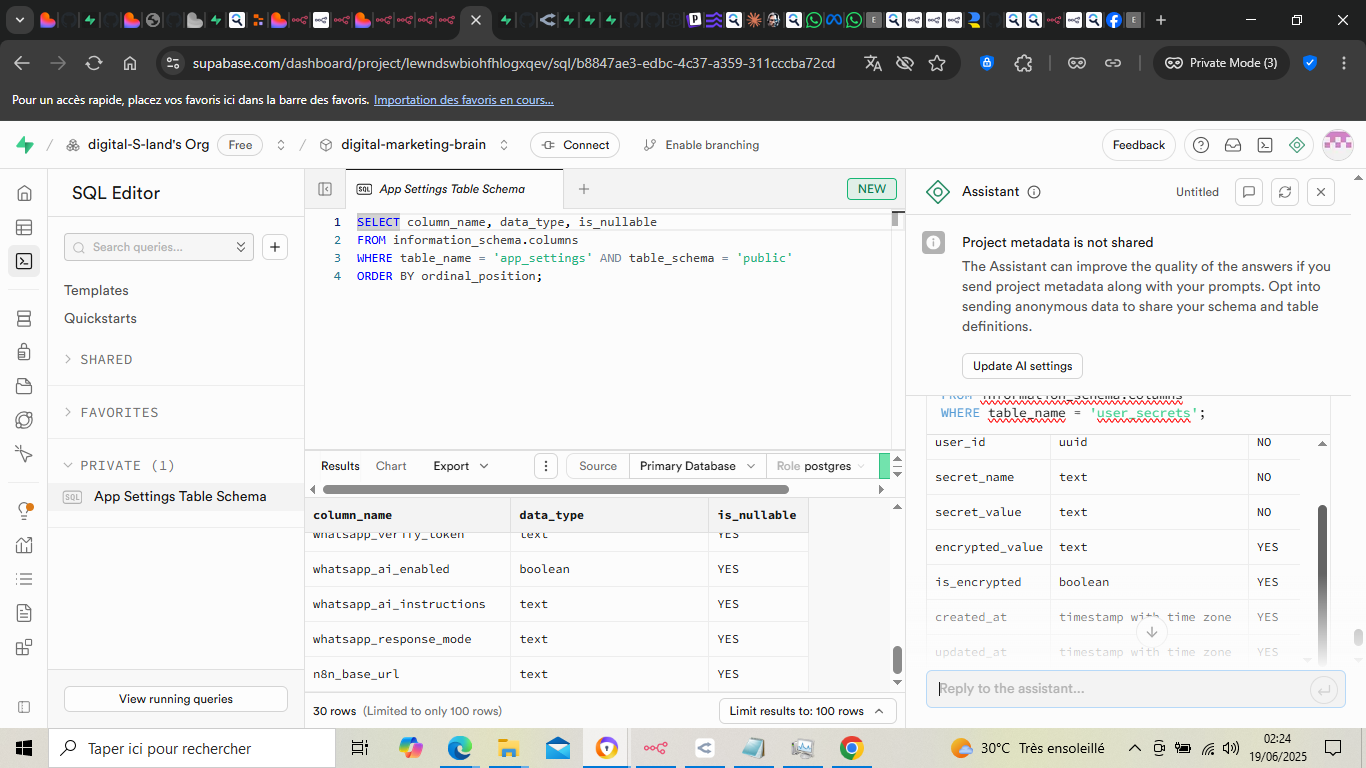 supabase.com/dashboard/project/lewndswbiohfhlogxqev/sql/b8847ae3-edbc-4c37-a359-311cccba72cd
Private Mode (3)
Pour un accès rapide, placez vos favoris ici dans la barre des favoris. Importation des favoris en cours...
/ digital-S-land's Org Free / digital-marketing-brain Connect Enable branching Feedback
SQL Editor
Search queries...
Templates
Quickstarts
SHARED
FAVORITES
PRIVATE (1)
SQL App Settings Table Schema
View running queries
SQL App Settings Table Schema
NEW
1 SELECT column_name, data_type, is_nullable
2 FROM information_schema.columns
3 WHERE table_name = 'app_settings' AND table_schema = 'public'
4 ORDER BY ordinal_position;
Results Chart Export Source Primary Database Role postgres
column_name data_type is_nullable
whatsapp_verify_token text YES
whatsapp_ai_enabled boolean YES
whatsapp_ai_instructions text YES
whatsapp_response_mode text YES
n8n_base_url text YES
30 rows (Limited to only 100 rows) Limit results to: 100 rows
Assistant Untitled
Project metadata is not shared
The Assistant can improve the quality of the answers if you
send project metadata along with your prompts. Opt into
sending anonymous data to share your schema and table
definitions.
Update AI settings
FROM information_schema.columns
WHERE table_name = 'user_secrets';
user_id uuid NO
secret_name text NO
secret_value text NO
encrypted_value text YES
is_encrypted boolean YES
created_at timestamp with time zone YES
updated_at timestamp with time zone YES
Reply to the assistant...
Taper ici pour rechercher
30°C Très ensoleillé
02:24
19/06/2025